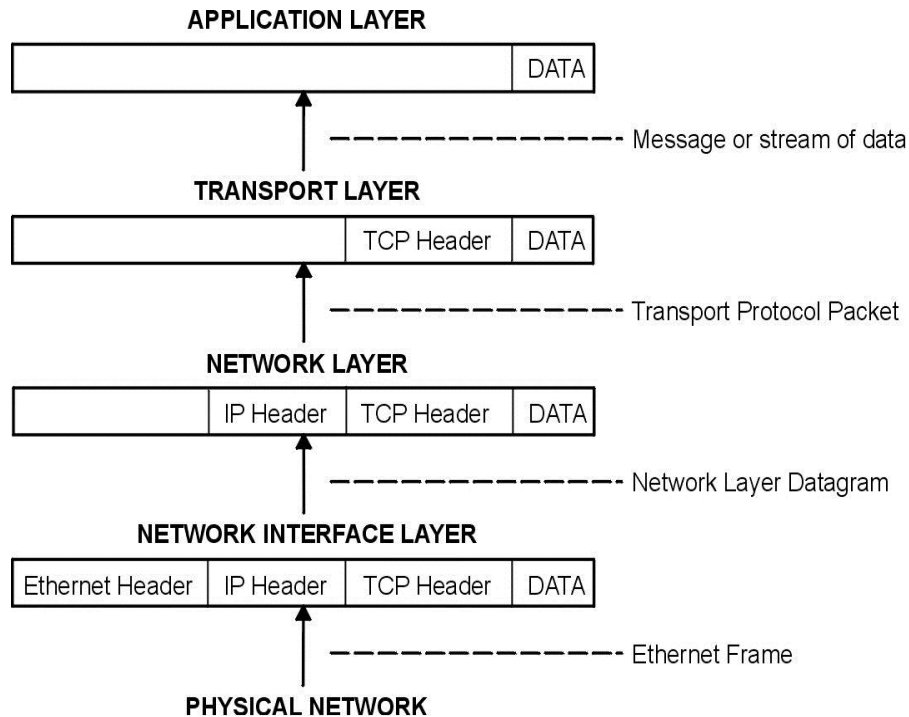 APPLICATION LAYER
DATA
Message or stream of data
TRANSPORT LAYER
TCP Header DATA
Transport Protocol Packet
NETWORK LAYER
IP Header TCP Header DATA
Network Layer Datagram
NETWORK INTERFACE LAYER
Ethernet Header IP Header TCP Header DATA
Ethernet Frame
PHYSICAL NETWORK